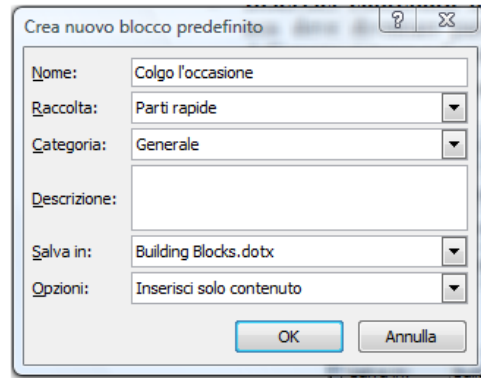 Crea nuovo blocco predefinito
Nome: Colgo l'occasione
Raccolta: Parti rapide
Categoria: Generale
Descrizione:
Salva in: Building Blocks.dotx
Opzioni: Inserisci solo contenuto
OK Annulla